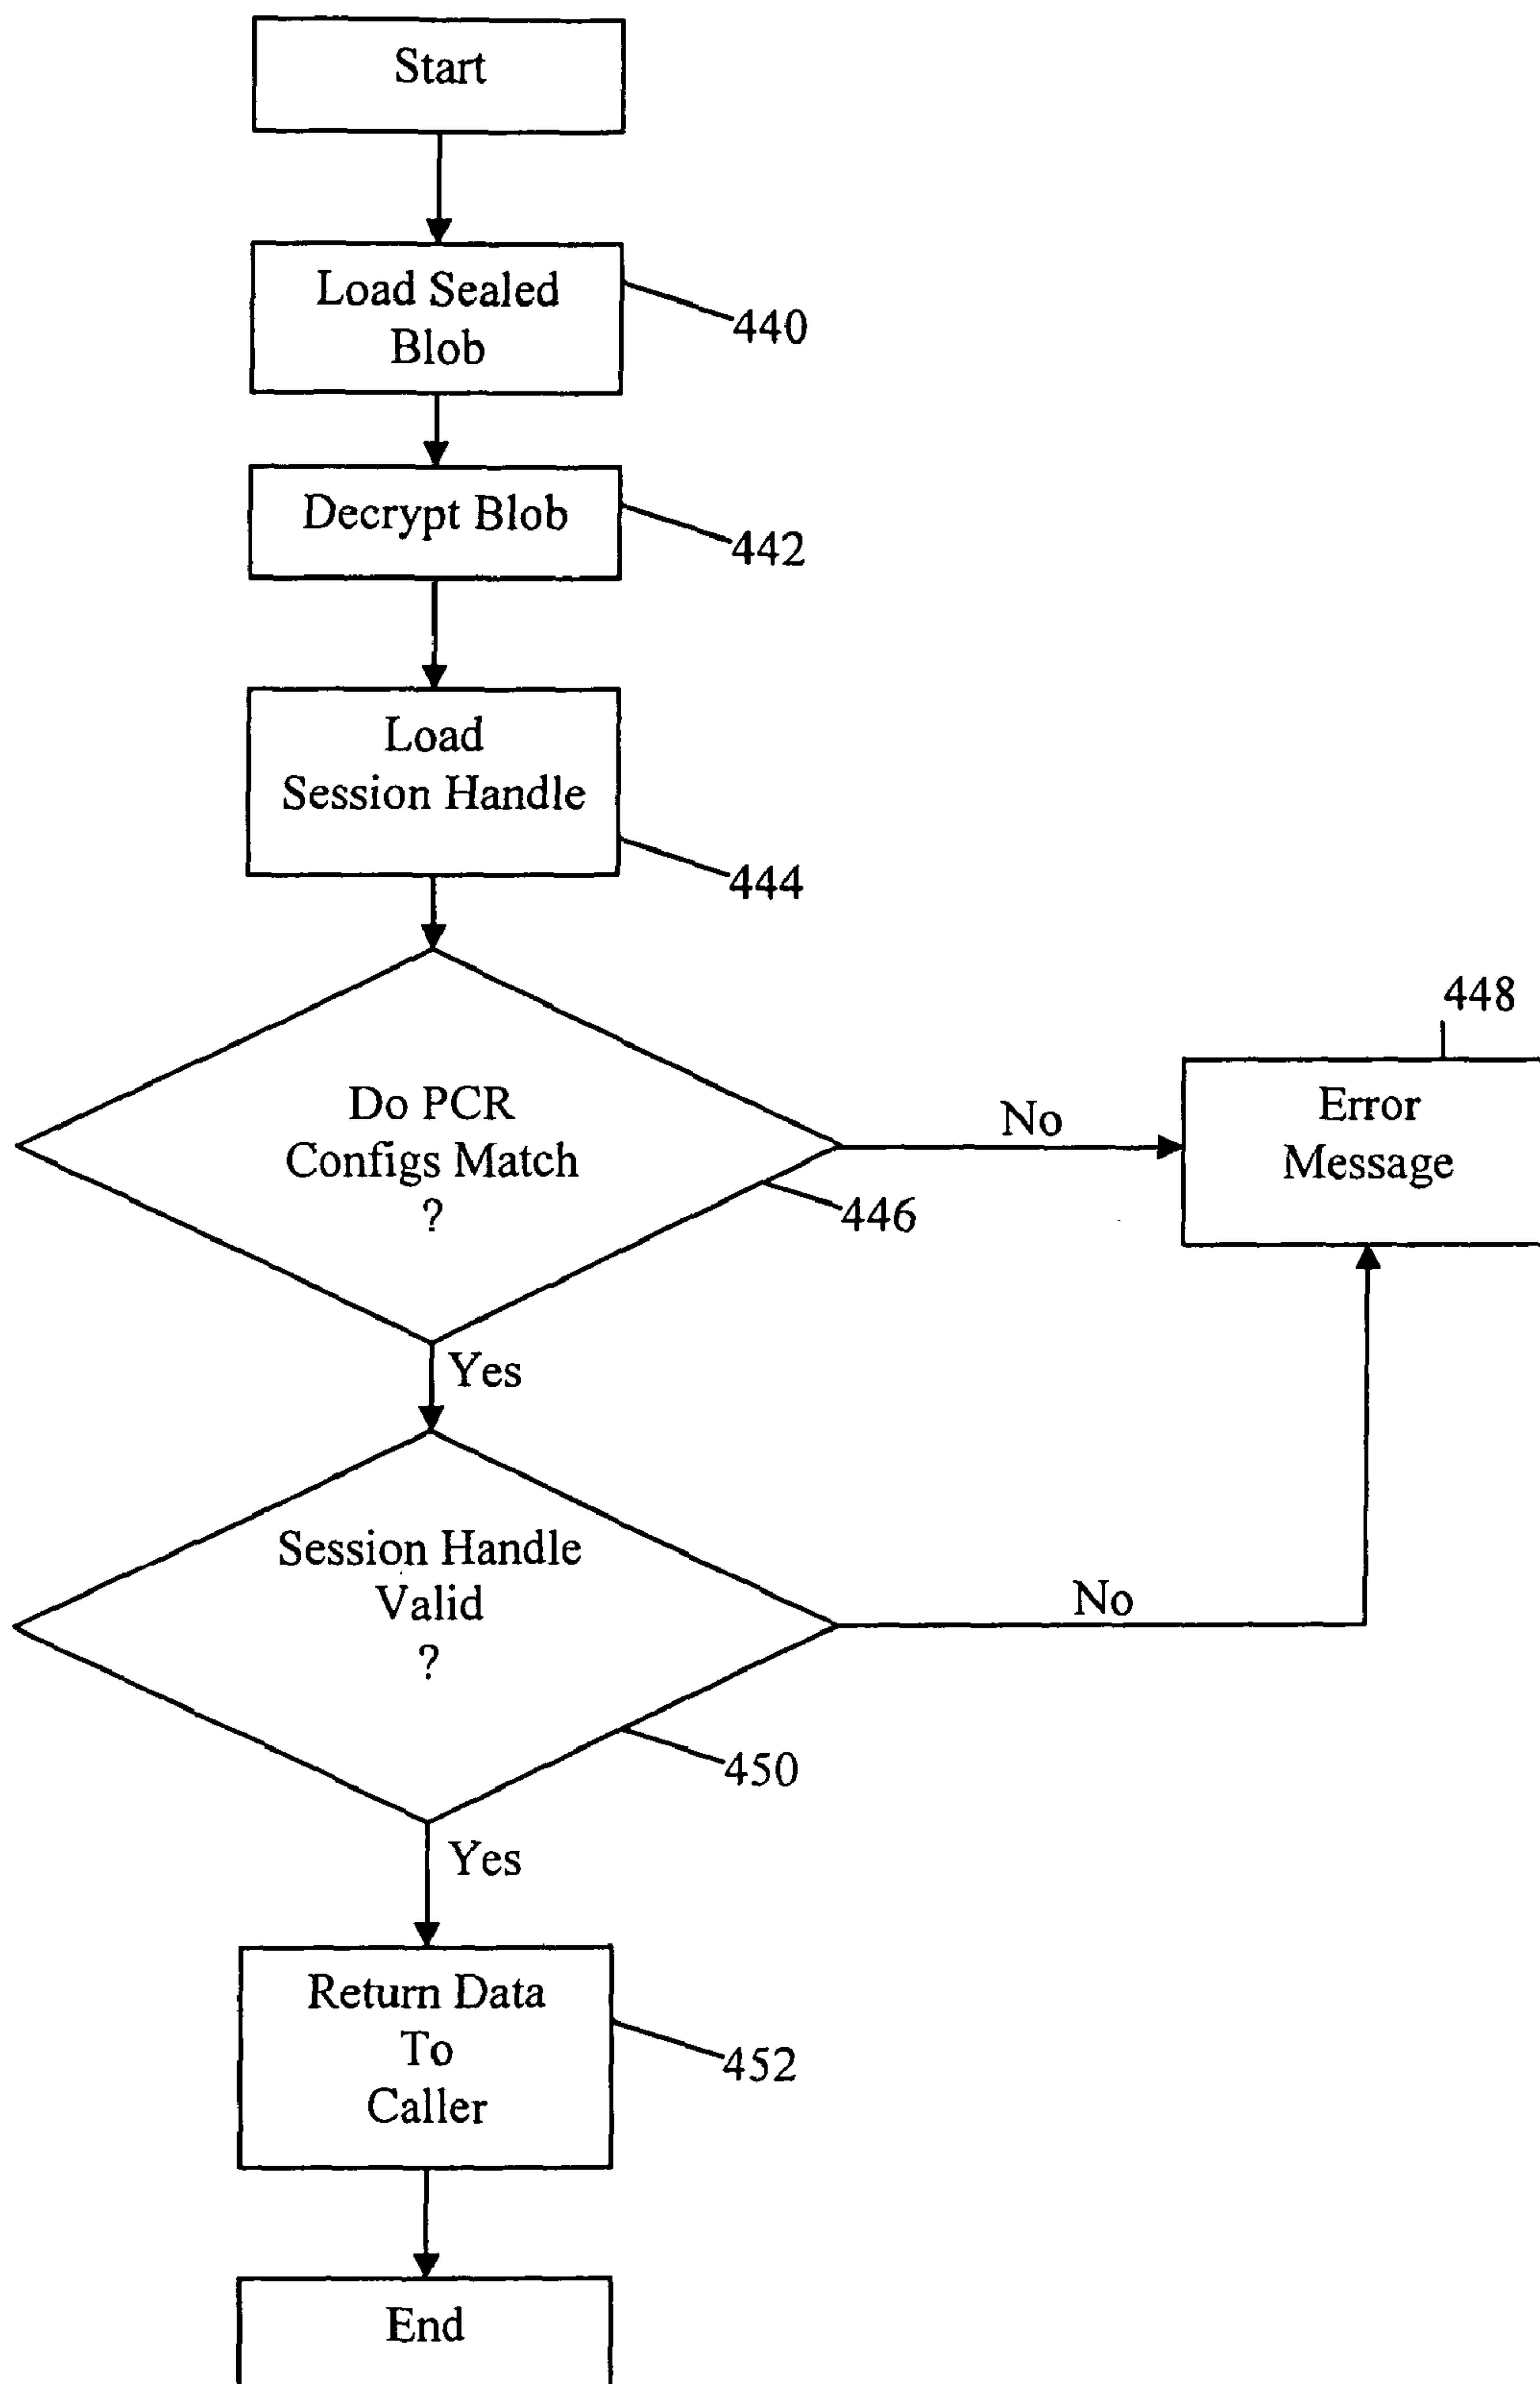 Start
Load Sealed
Blob
440
Decrypt Blob
442
Load
Session Handle
444
448
Do PCR
Configs Match
?
No
Error
Message
446
Yes
Session Handle
Valid
?
No
450
Yes
Return Data
To
Caller
452
End